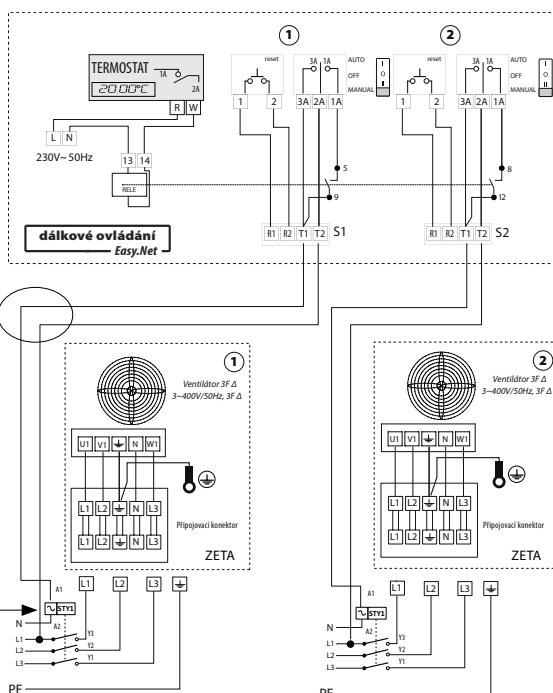 1
2
reset
3A 1A
AUTO
OFF
MANUAL
I
0
reset
3A 1A
AUTO
OFF
MANUAL
I
0
TERMOSTAT
1A
2A
20.00°C
R W
1 2 3A 2A 1A
1 2 3A 2A 1A
L N
230V~ 50Hz
13 14
RELE
5
9
8
12
R1 R2 T1 T2 S1
R1 R2 T1 T2 S2
dálkové ovládání
Easy.Net
1
Ventilátor 3F Δ
3~400V/50Hz, 3F Δ
U1 V1 N W1
L1 L2 N L3
Připojovací konektor
L1 L2 N L3
ZETA
2
Ventilátor 3F Δ
3~400V/50Hz, 3F Δ
U1 V1 N W1
L1 L2 N L3
Připojovací konektor
L1 L2 N L3
ZETA
A1
L1 L2 L3
STY1
N
A2
L1
Y3
L2
Y2
L3
Y1
PE
A1
L1 L2 L3
STY1
N
A2
L1
Y3
L2
Y2
L3
Y1
PE